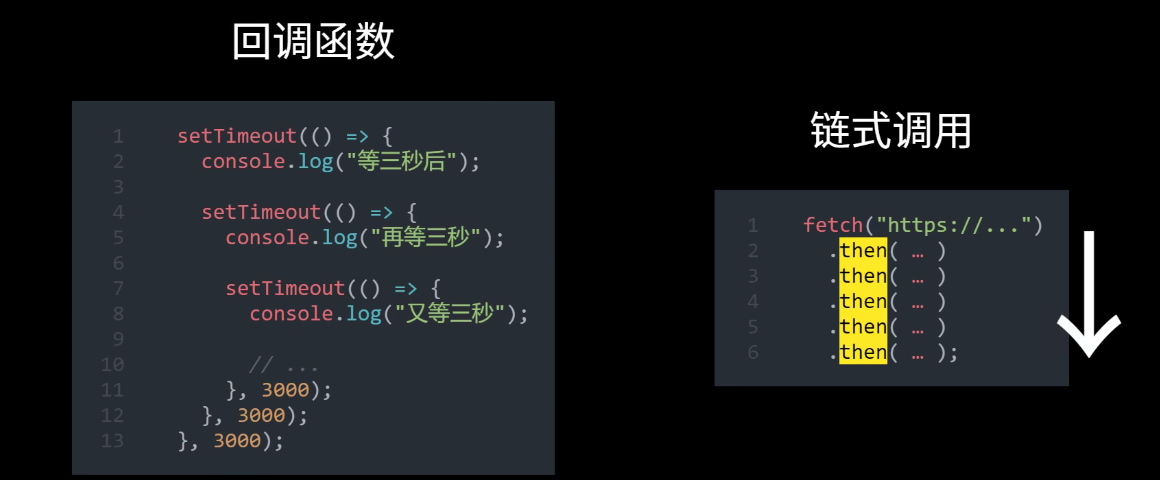 回调函数
1 setTimeout(() => {
2 console.log("等三秒后");
3
4 setTimeout(() => {
5 console.log("再等三秒");
6
7 setTimeout(() => {
8 console.log("又等三秒");
9
10 // ...
11 }, 3000);
12 }, 3000);
13 }, 3000);
链式调用
1 fetch("https://...")
2 .then( … )
3 .then( … )
4 .then( … )
5 .then( … )
6 .then( … );